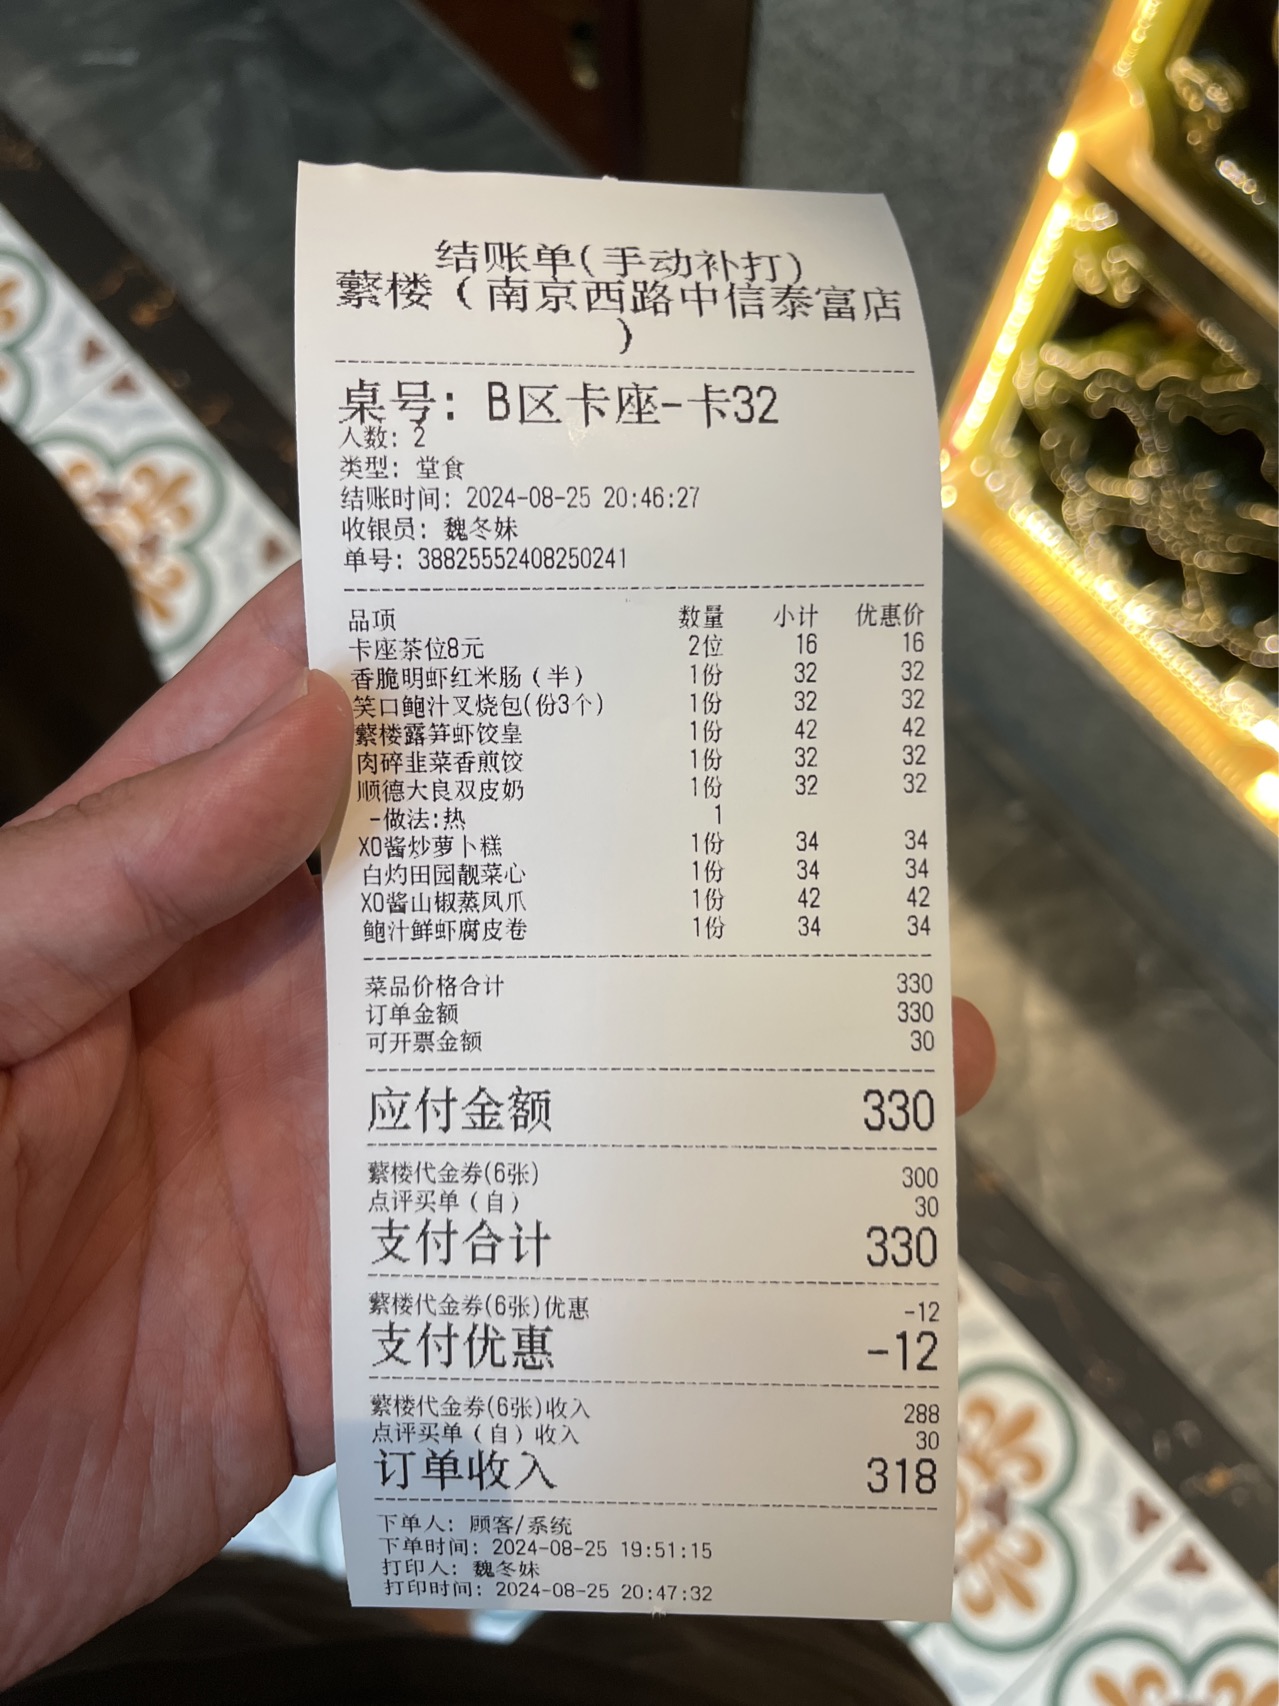 结账单(手动补打)
蘩楼（南京西路中信泰富店
）
桌号: B区卡座-卡32
人数: 2
类型: 堂食
结账时间: 2024-08-25 20:46:27
收银员: 魏冬妹
单号: 38825552408250241
品项 数量 小计 优惠价
卡座茶位8元 2位 16 16
香脆明虾红米肠（半） 1份 32 32
笑口鲍汁叉烧包(份3个) 1份 32 32
蘩楼露笋虾饺皇 1份 42 42
肉碎韭菜香煎饺 1份 32 32
顺德大良双皮奶 1份 32 32
-做法:热 1
XO酱炒萝卜糕 1份 34 34
白灼田园靓菜心 1份 34 34
XO酱山椒蒸凤爪 1份 42 42
鲍汁鲜虾腐皮卷 1份 34 34
菜品价格合计 330
订单金额 330
可开票金额 30
应付金额 330
蘩楼代金券(6张) 300
点评买单（自） 30
支付合计 330
蘩楼代金券(6张)优惠 -12
支付优惠 -12
蘩楼代金券(6张)收入 288
点评买单（自）收入 30
订单收入 318
下单人: 顾客/系统
下单时间: 2024-08-25 19:51:15
打印人: 魏冬妹
打印时间: 2024-08-25 20:47:32